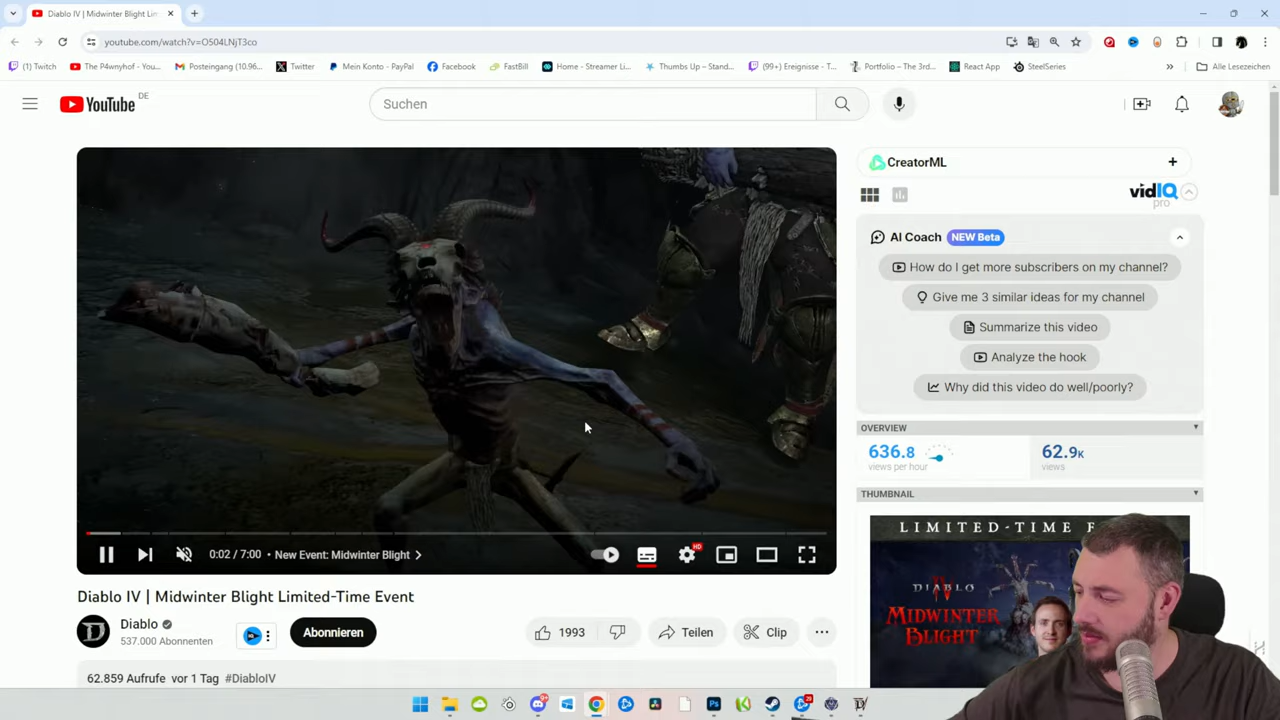 Diablo IV | Midwinter Blight Lim
youtube.com/watch?v=O504LNjT3co
(1) Twitch
The P4wnyhof - You...
Posteingang (10.96...
Twitter
Mein Konto - PayPal
Facebook
FastBill
Home - Streamer Li...
Thumbs Up – Stand...
(99+) Ereignisse - T...
Portfolio – The 3rd...
React App
SteelSeries
»
Alle Lesezeichen
YouTube DE
Suchen
CreatorML +
vidIQ
pro
AI Coach NEW Beta
How do I get more subscribers on my channel?
Give me 3 similar ideas for my channel
Summarize this video
Analyze the hook
Why did this video do well/poorly?
OVERVIEW
636.8
views per hour
62.9K
views
THUMBNAIL
LIMITED-TIME E
DIABLO
IV
MIDWINTER
BLIGHT
0:02 / 7:00 • New Event: Midwinter Blight
HD
Diablo IV | Midwinter Blight Limited-Time Event
Diablo
537.000 Abonnenten
Abonnieren
1993
Teilen
Clip
62.859 Aufrufe vor 1 Tag #DiabloIV